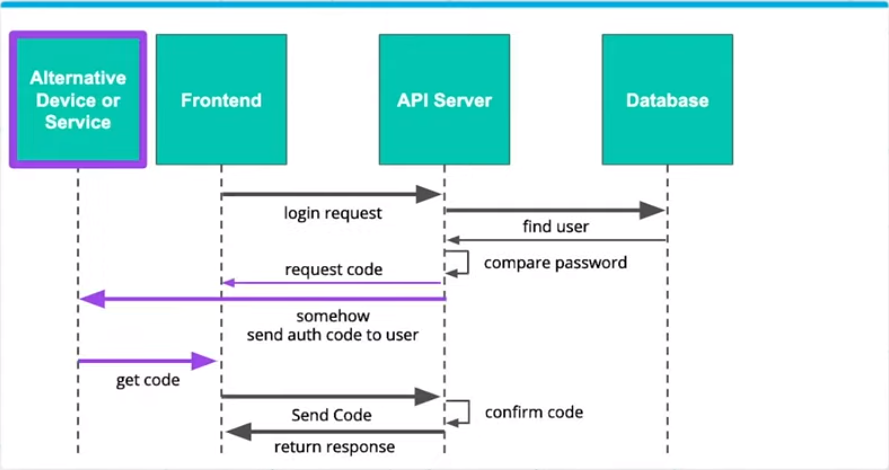 Alternative
Device or
Service
Frontend
API Server
Database
login request
find user
compare password
request code
somehow
send auth code to user
get code
Send Code
confirm code
return response